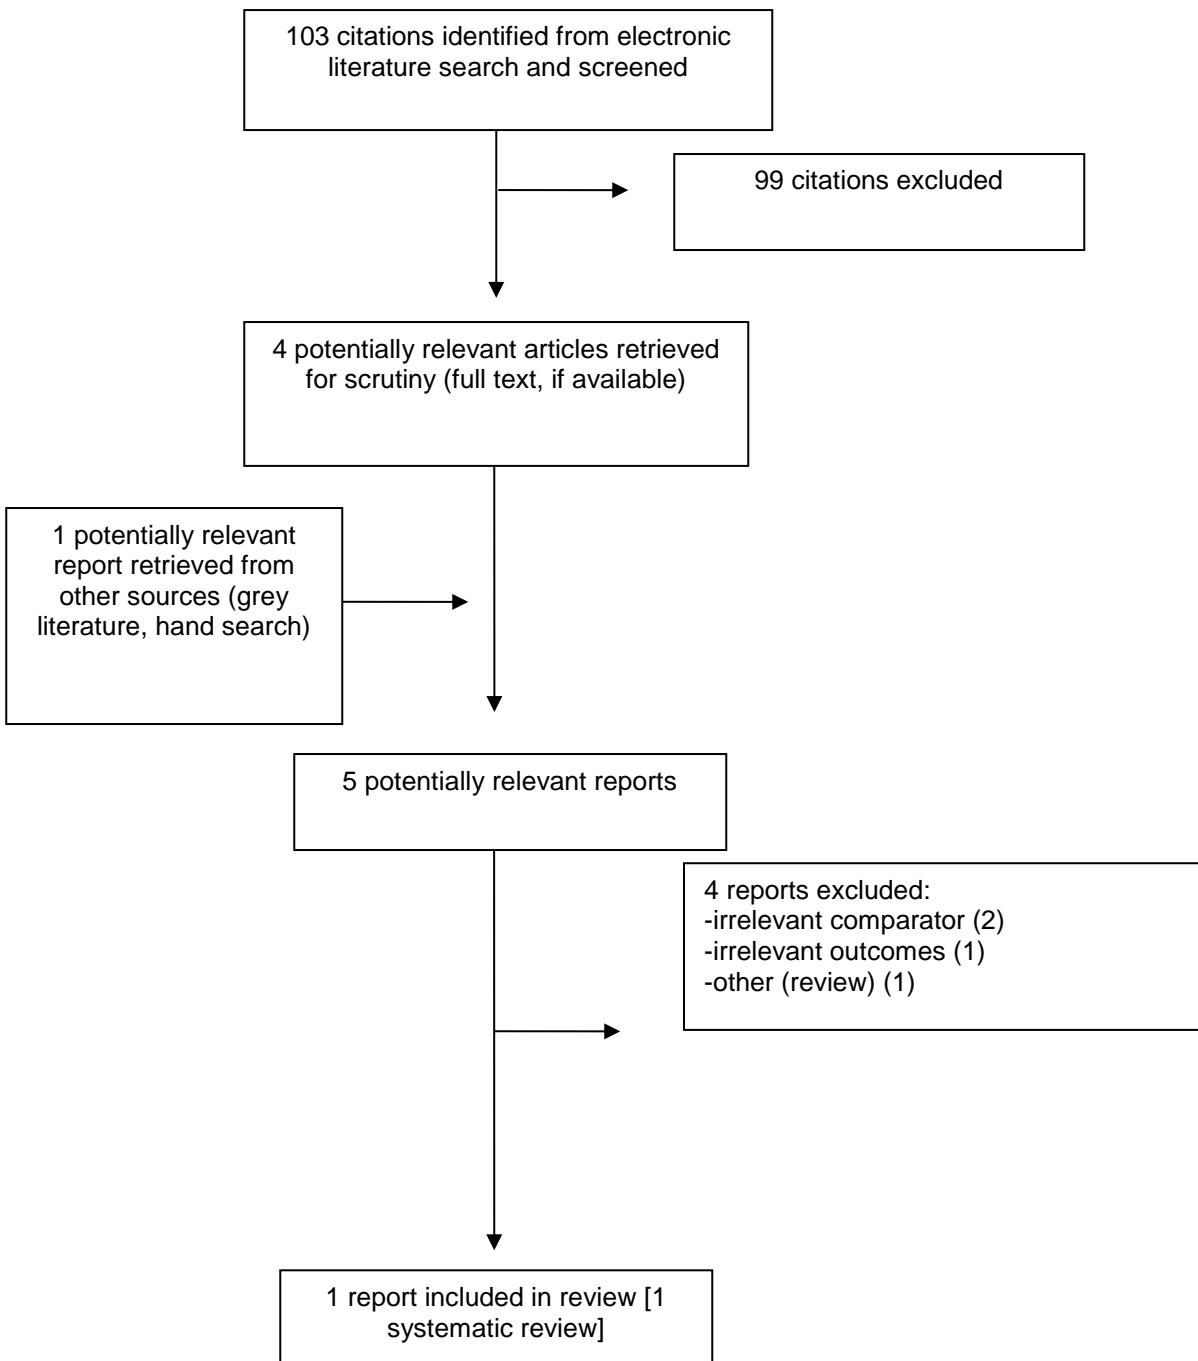 103 citations identified from electronic
literature search and screened
99 citations excluded
4 potentially relevant articles retrieved
for scrutiny (full text, if available)
1 potentially relevant
report retrieved from
other sources (grey
literature, hand search)
5 potentially relevant reports
4 reports excluded:
-irrelevant comparator (2)
-irrelevant outcomes (1)
-other (review) (1)
1 report included in review [1
systematic review]